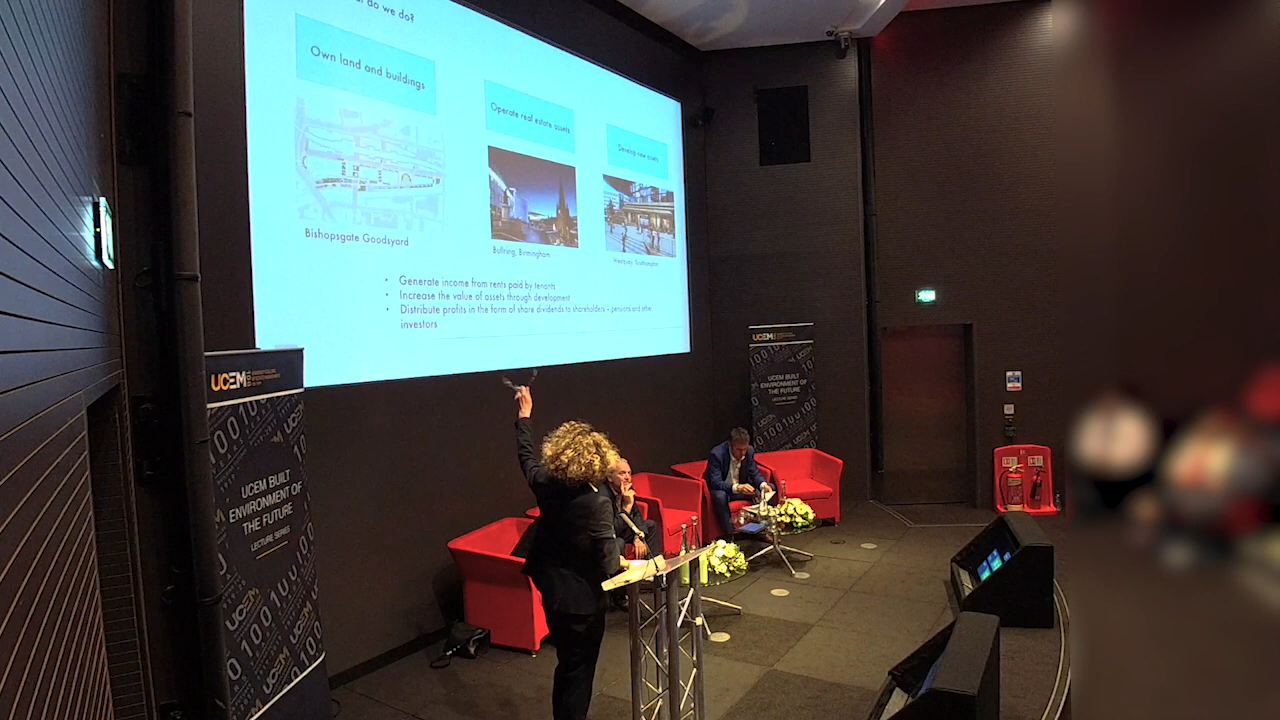 do we do?
Own land and buildings
Operate real estate assets
Develop new assets
Bishopsgate Goodsyard
Bullring, Birmingham
Westquay, Southampton
• Generate income from rents paid by tenants
• Increase the value of assets through development
• Distribute profits in the form of share dividends to shareholders – pensions and other
investors
UCEM
UCEM BUILT
ENVIRONMENT OF
THE FUTURE
LECTURE SERIES
UCEM
UCEM BUILT
ENVIRONMENT OF
THE FUTURE
LECTURE SERIES